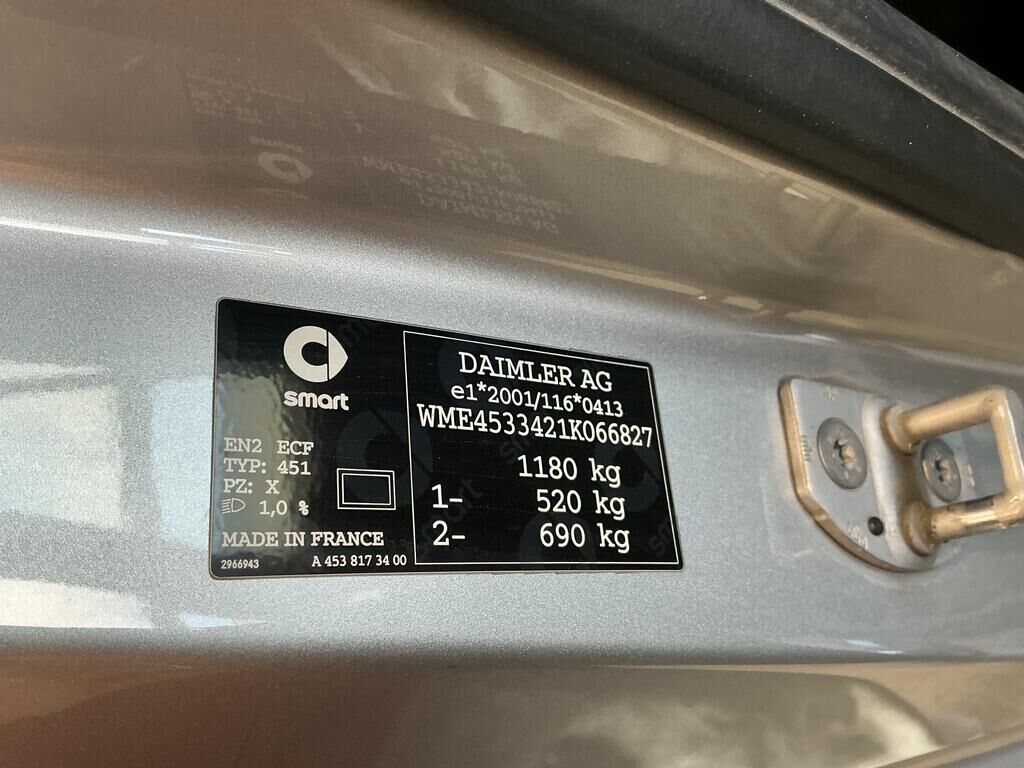 smart
EN2 ECF
TYP: 451
PZ: X
1,0 %
MADE IN FRANCE
2966943
A 453 817 34 00
DAIMLER AG
e1*2001/116*0413
WME4533421K066827
1180 kg
1- 520 kg
2- 690 kg